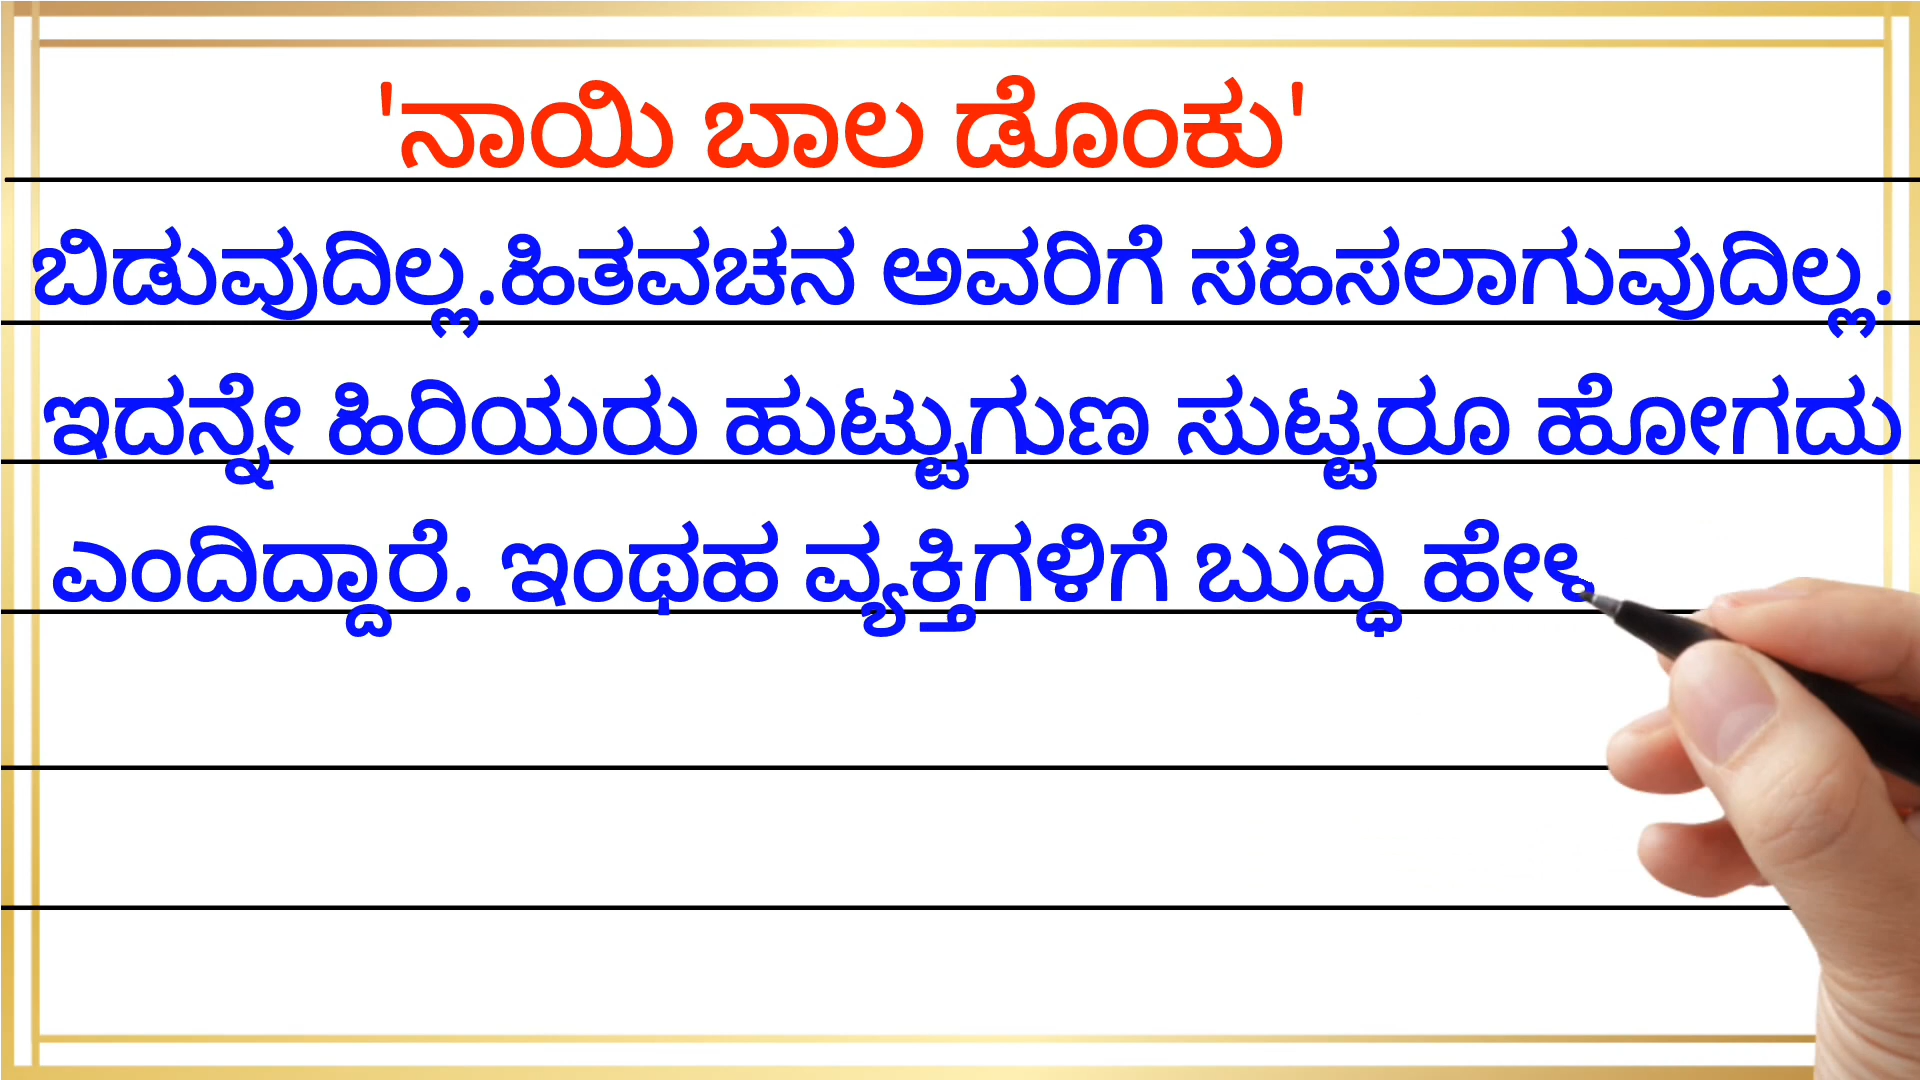 'ನಾಯಿ ಬಾಲ ಡೊಂಕು'
ಬಿಡುವುದಿಲ್ಲ.ಹಿತವಚನ ಅವರಿಗೆ ಸಹಿಸಲಾಗುವುದಿಲ್ಲ.
ಇದನ್ನೇ ಹಿರಿಯರು ಹುಟ್ಟುಗುಣ ಸುಟ್ಟರೂ ಹೋಗದು
ಎಂದಿದ್ದಾರೆ. ಇಂಥಹ ವ್ಯಕ್ತಿಗಳಿಗೆ ಬುದ್ಧಿ